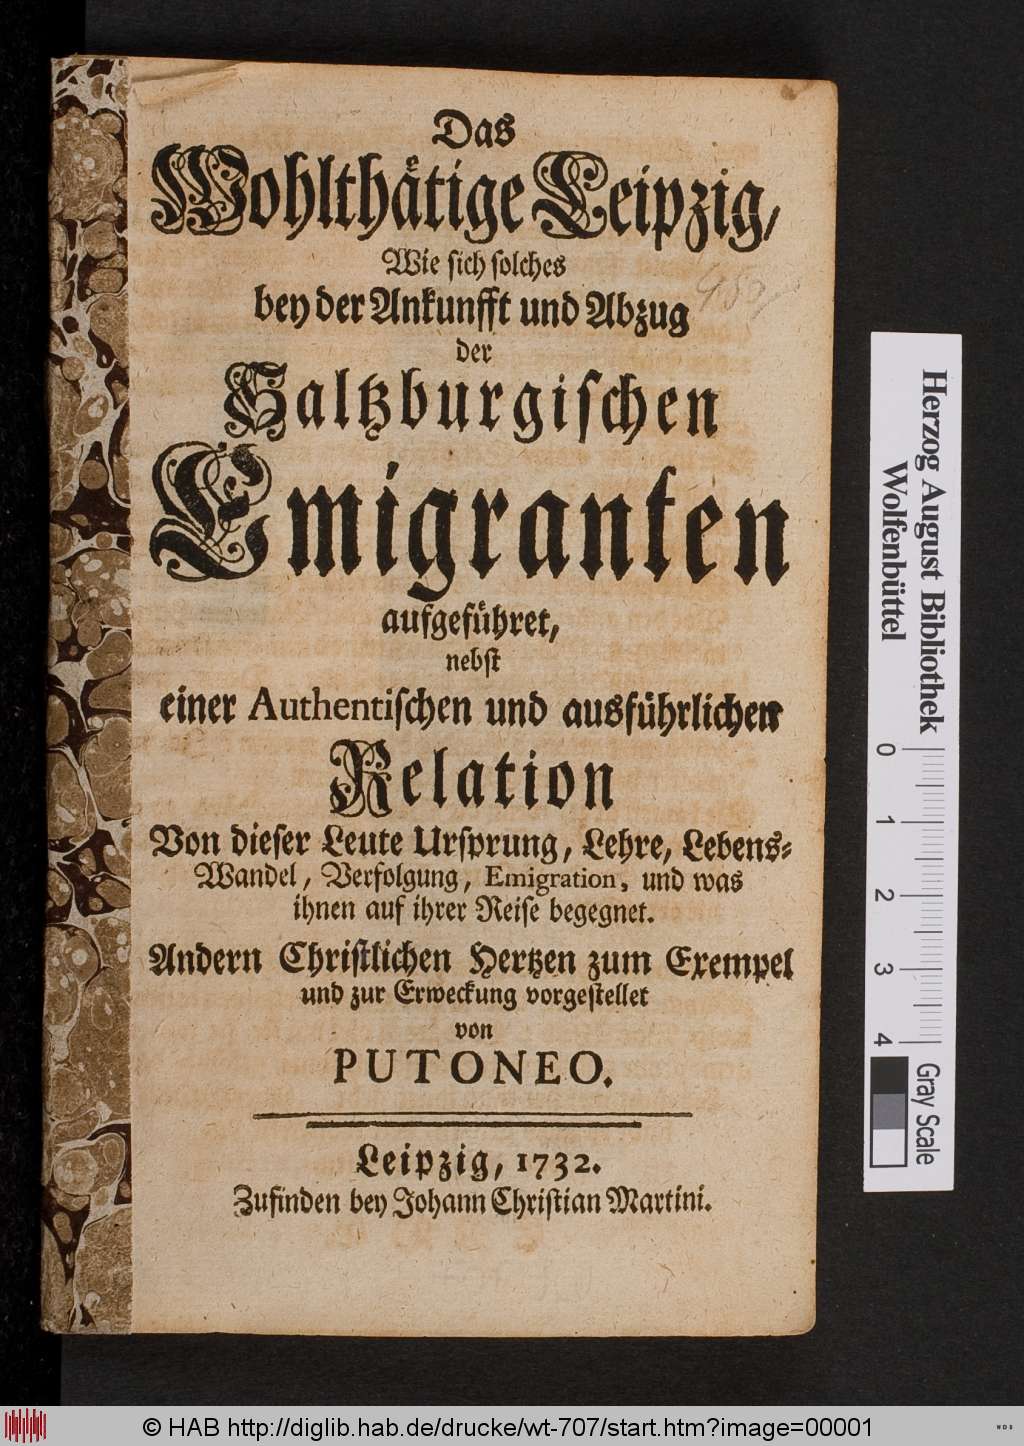 Das
Wohlthätige Leipzig,
Wie sich solches
bey der Ankunfft und Abzug
der
Saltzburgischen
Emigranten
aufgeführet,
nebst
einer Authentischen und ausführlichen
Relation
Von dieser Leute Ursprung, Lehre, Lebens-
Wandel, Verfolgung, Emigration, und was
ihnen auf ihrer Reise begegnet.
Andern Christlichen Hertzen zum Exempel
und zur Erweckung vorgestellet
von
PUTONEO.
Leipzig, 1732.
Zufinden bey Johann Christian Martini.
Herzog August Bibliothek
Wolfenbüttel
0 1 2 3 4
Gray Scale
© HAB http://diglib.hab.de/drucke/wt-707/start.htm?image=00001